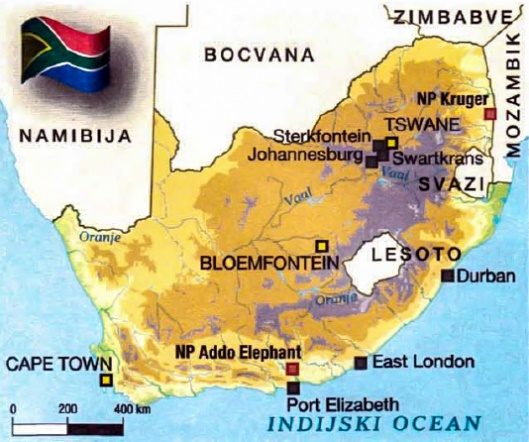 ZIMBABVE
BOCVANA
MOZAMBIK
NP Kruger
NAMIBIJA
TSWANE
Sterkfontein
Johannesburg
Swartkrans
Vaal
SVAZI
Vaal
Oranje
LESOTO
BLOEMFONTEIN
Durban
Oranje
NP Addo Elephant
CAPE TOWN
East London
Port Elizabeth
0 200 400 km
INDIJSKI OCEAN